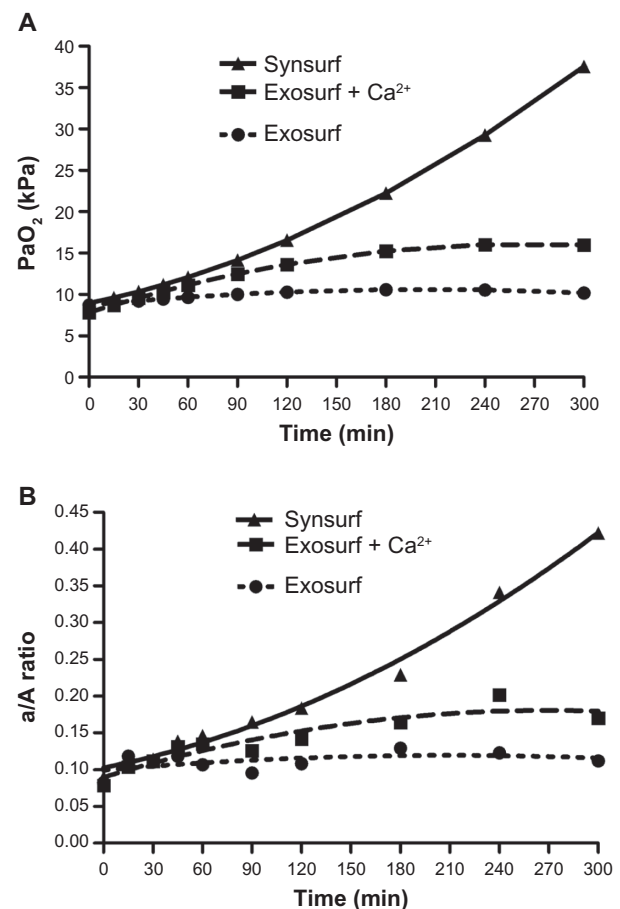 A
40
35
30
25
20
15
10
5
0
PaO₂ (kPa)
Synsurf
Exosurf + Ca²⁺
Exosurf
0 30 60 90 120 150 180 210 240 270 300
Time (min)
B
0.45
0.40
0.35
0.30
0.25
0.20
0.15
0.10
0.05
0.00
a/A ratio
Synsurf
Exosurf + Ca²⁺
Exosurf
0 30 60 90 120 150 180 210 240 270 300
Time (min)